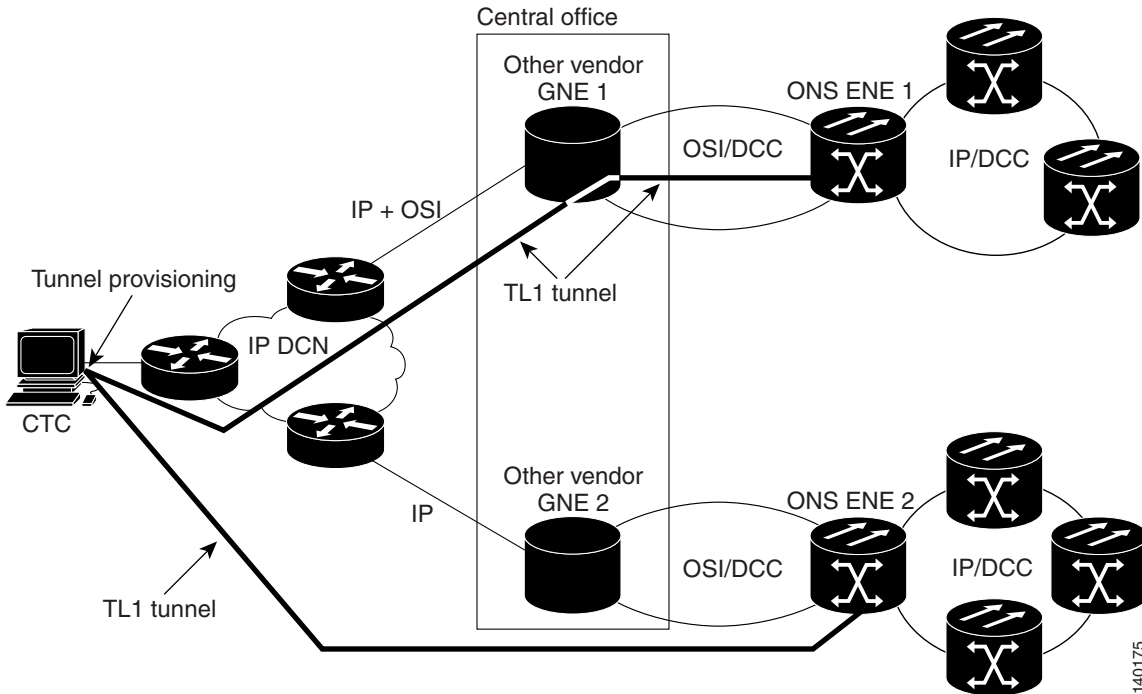 Central office
Other vendor
GNE 1
ONS ENE 1
OSI/DCC
IP/DCC
IP + OSI
Tunnel provisioning
TL1 tunnel
IP DCN
CTC
Other vendor
GNE 2
ONS ENE 2
IP
OSI/DCC
IP/DCC
TL1 tunnel
140175